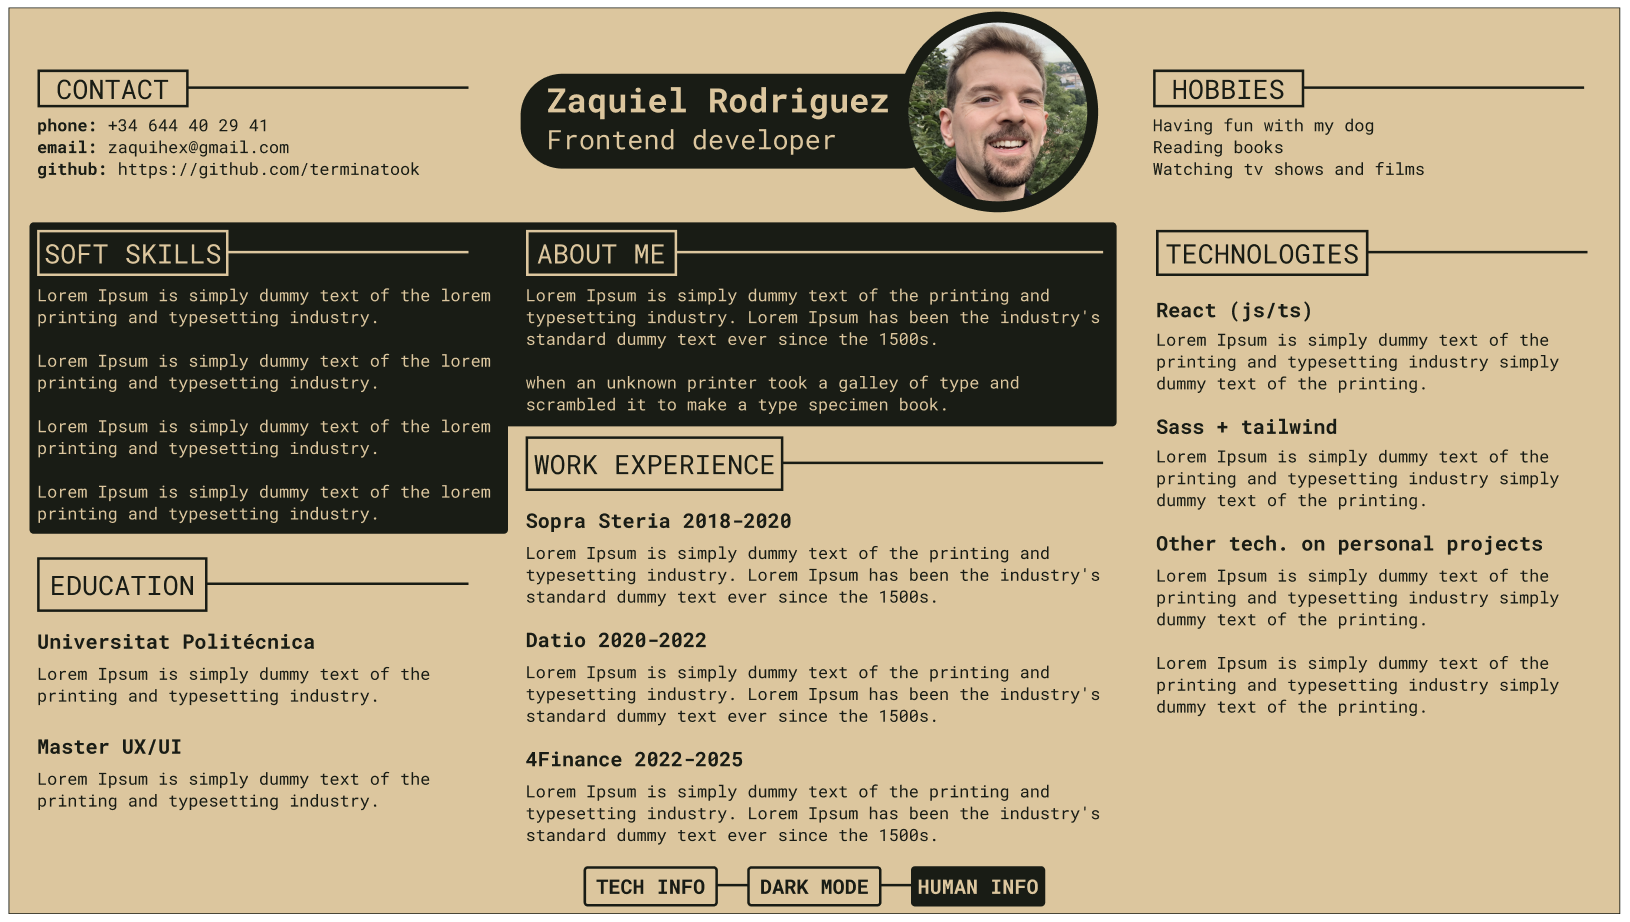 CONTACT
phone: +34 644 40 29 41
email: zaquihex@gmail.com
github: https://github.com/terminatook
Zaquiel Rodriguez
Frontend developer
HOBBIES
Having fun with my dog
Reading books
Watching tv shows and films
SOFT SKILLS
Lorem Ipsum is simply dummy text of the lorem
printing and typesetting industry.
Lorem Ipsum is simply dummy text of the lorem
printing and typesetting industry.
Lorem Ipsum is simply dummy text of the lorem
printing and typesetting industry.
Lorem Ipsum is simply dummy text of the lorem
printing and typesetting industry.
EDUCATION
Universitat Politécnica
Lorem Ipsum is simply dummy text of the
printing and typesetting industry.
Master UX/UI
Lorem Ipsum is simply dummy text of the
printing and typesetting industry.
ABOUT ME
Lorem Ipsum is simply dummy text of the printing and
typesetting industry. Lorem Ipsum has been the industry's
standard dummy text ever since the 1500s.
when an unknown printer took a galley of type and
scrambled it to make a type specimen book.
WORK EXPERIENCE
Sopra Steria 2018-2020
Lorem Ipsum is simply dummy text of the printing and
typesetting industry. Lorem Ipsum has been the industry's
standard dummy text ever since the 1500s.
Datio 2020-2022
Lorem Ipsum is simply dummy text of the printing and
typesetting industry. Lorem Ipsum has been the industry's
standard dummy text ever since the 1500s.
4Finance 2022-2025
Lorem Ipsum is simply dummy text of the printing and
typesetting industry. Lorem Ipsum has been the industry's
standard dummy text ever since the 1500s.
TECHNOLOGIES
React (js/ts)
Lorem Ipsum is simply dummy text of the
printing and typesetting industry simply
dummy text of the printing.
Sass + tailwind
Lorem Ipsum is simply dummy text of the
printing and typesetting industry simply
dummy text of the printing.
Other tech. on personal projects
Lorem Ipsum is simply dummy text of the
printing and typesetting industry simply
dummy text of the printing.
Lorem Ipsum is simply dummy text of the
printing and typesetting industry simply
dummy text of the printing.
TECH INFO
DARK MODE
HUMAN INFO